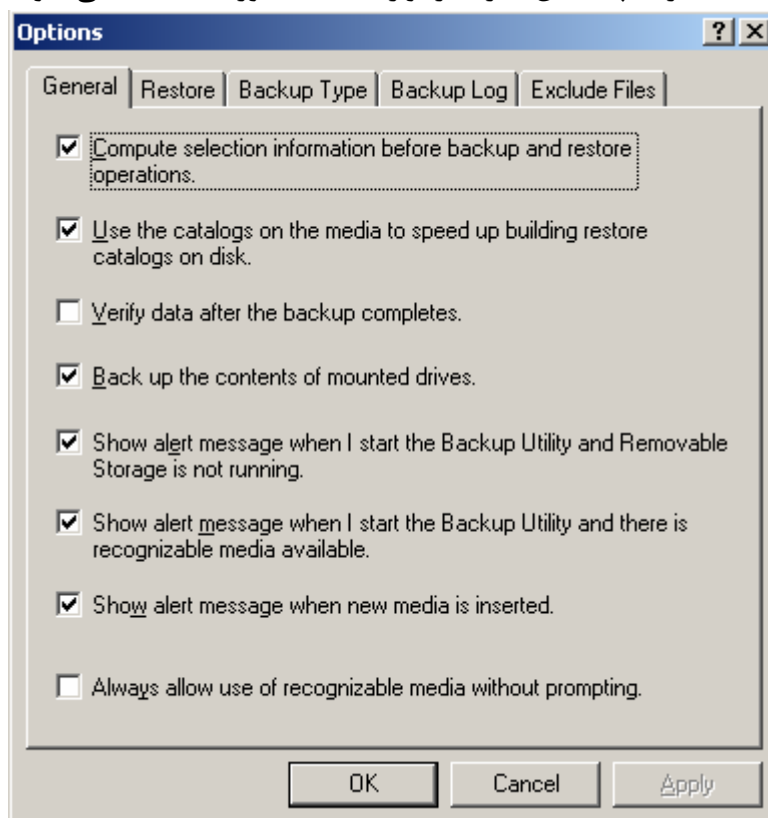 Options
General Restore Backup Type Backup Log Exclude Files
Compute selection information before backup and restore
operations.
Use the catalogs on the media to speed up building restore
catalogs on disk.
Verify data after the backup completes.
Back up the contents of mounted drives.
Show alert message when I start the Backup Utility and Removable
Storage is not running.
Show alert message when I start the Backup Utility and there is
recognizable media available.
Show alert message when new media is inserted.
Always allow use of recognizable media without prompting.
OK Cancel Apply